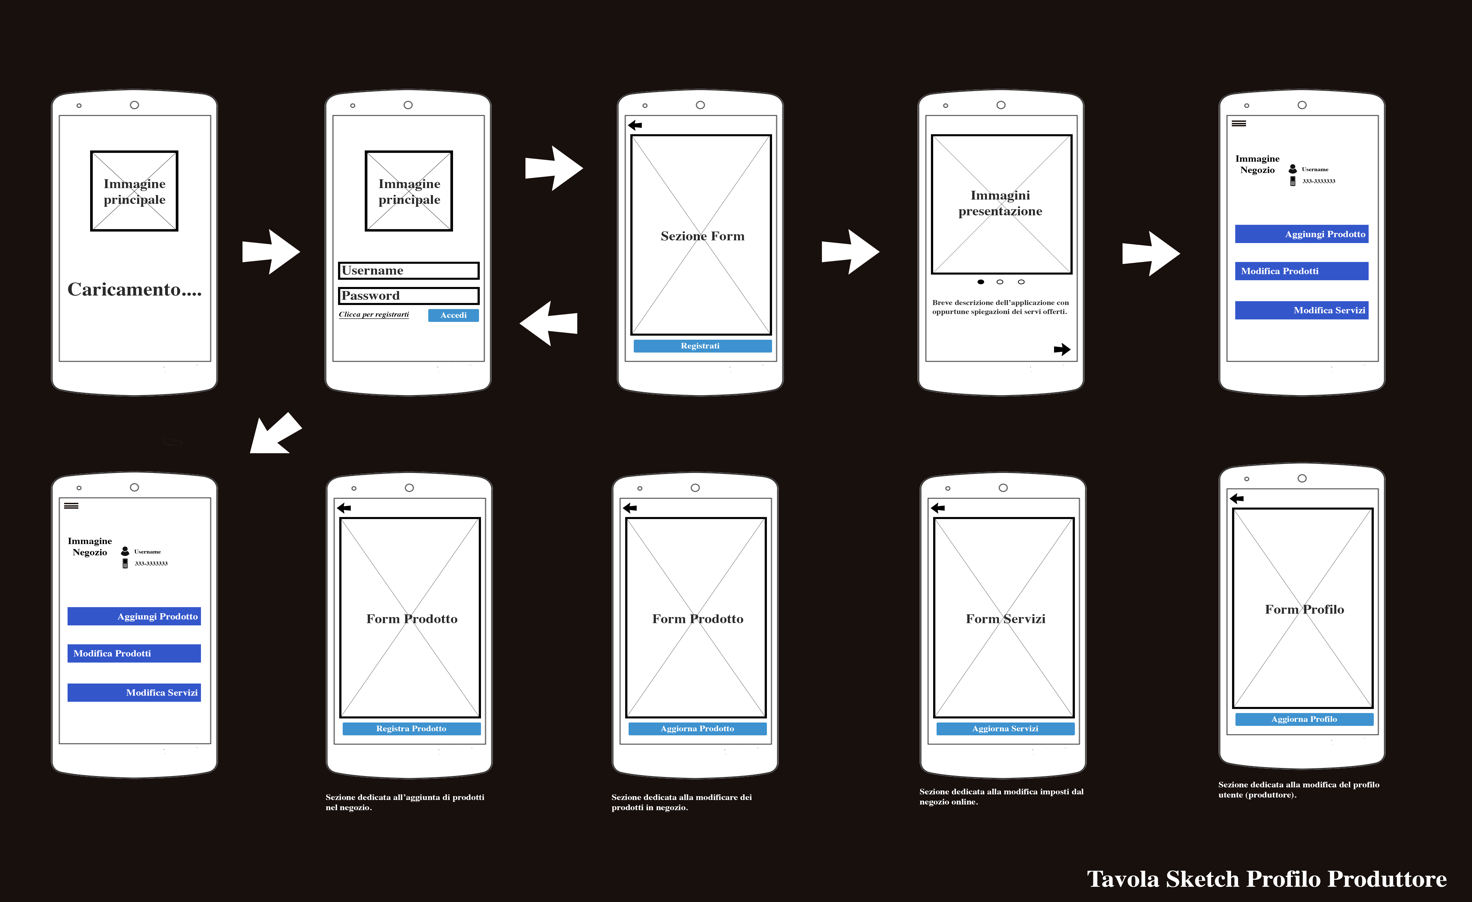 Immagine
principale
Caricamento....
Immagine
principale
Username
Password
Clicca per registrarti
Accedi
Sezione Form
Registrati
Immagini
presentazione
Breve descrizione dell'applicazione con
oppurtune spiegazioni dei servi offerti.
Immagine
Negozio
Username
333-3333333
Aggiungi Prodotto
Modifica Prodotti
Modifica Servizi
Immagine
Negozio
Username
333-3333333
Aggiungi Prodotto
Modifica Prodotti
Modifica Servizi
Form Prodotto
Registra Prodotto
Sezione dedicata all'aggiunta di prodotti
nel negozio.
Form Prodotto
Aggiorna Prodotto
Sezione dedicata alla modificare dei
prodotti in negozio.
Form Servizi
Aggiorna Servizi
Sezione dedicata alla modifica imposti dal
negozio online.
Form Profilo
Aggiorna Profilo
Sezione dedicata alla modifica del profilo
utente (produttore).
Tavola Sketch Profilo Produttore